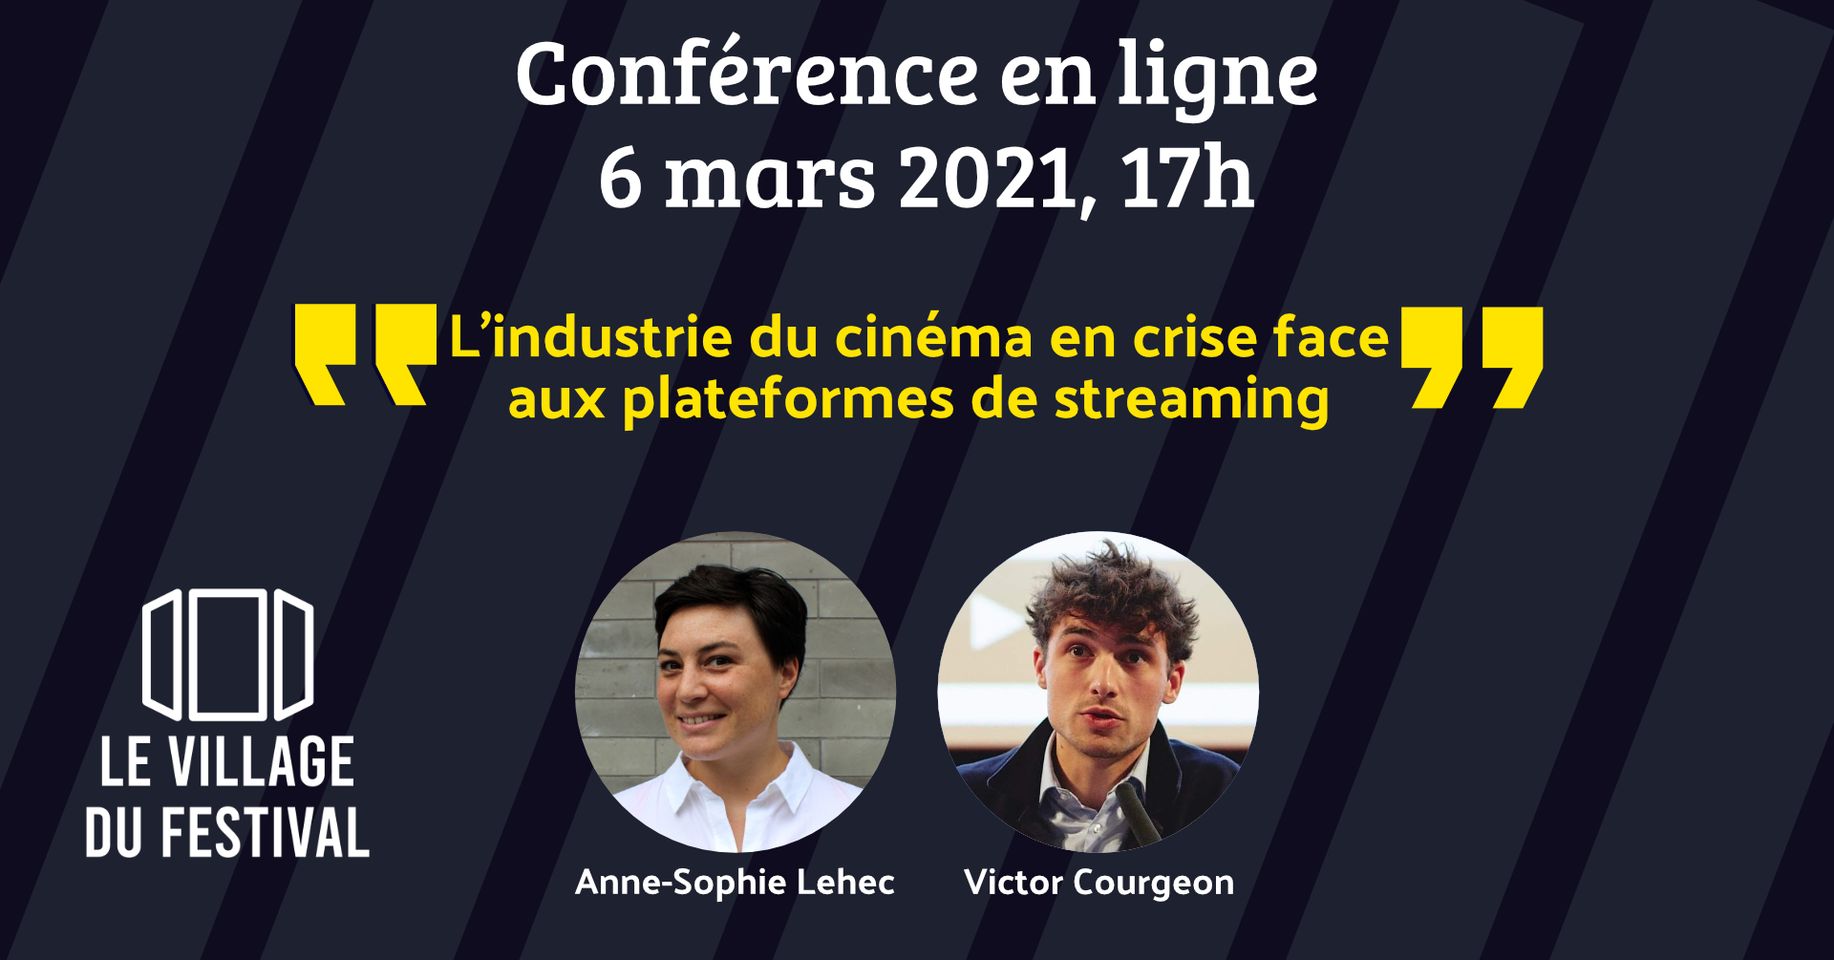 Conférence en ligne
6 mars 2021, 17h
L’industrie du cinéma en crise face
aux plateformes de streaming
LE VILLAGE
DU FESTIVAL
Anne-Sophie Lehec
Victor Courgeon